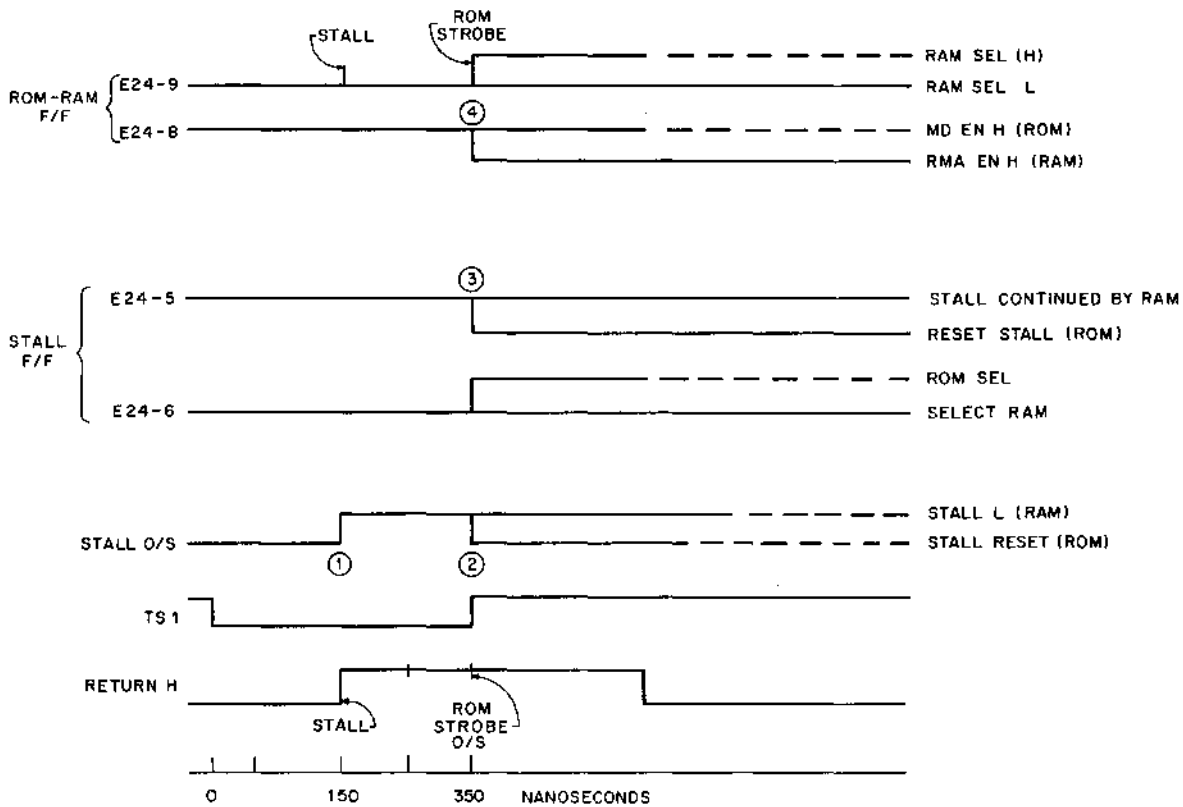 STALL
ROM
STROBE
RAM SEL (H)
ROM-RAM
F/F
E24-9
RAM SEL L
4
E24-8
MD EN H (ROM)
RMA EN H (RAM)
3
E24-5
STALL CONTINUED BY RAM
RESET STALL (ROM)
STALL
F/F
ROM SEL
E24-6
SELECT RAM
STALL L (RAM)
STALL O/S
STALL RESET (ROM)
1
2
TS 1
RETURN H
STALL
ROM
STROBE
O/S
0 150 350 NANOSECONDS